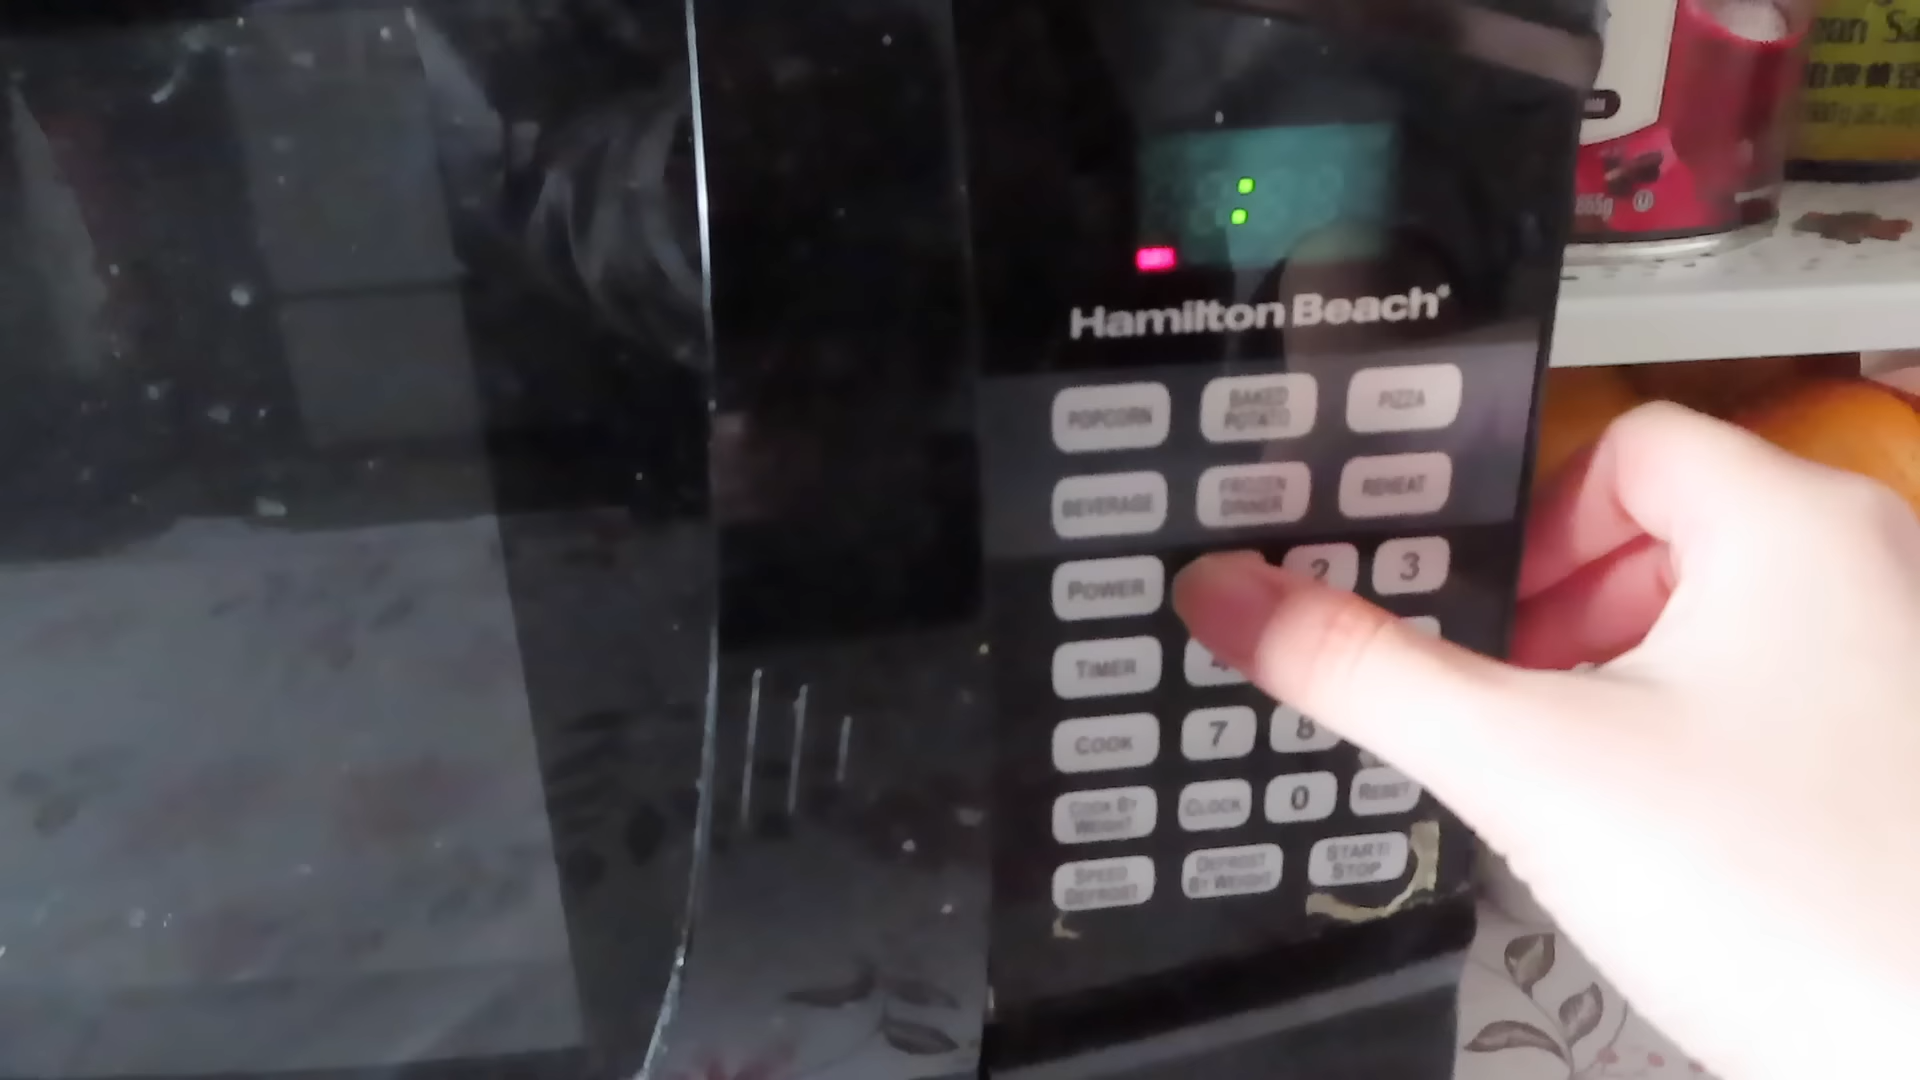 Hamilton Beach
POPCORN
BAKED
POTATO
PIZZA
BEVERAGE
FROZEN
DINNER
REHEAT
POWER
2
3
TIMER
4
COOK
7
8
COOK BY
WEIGHT
CLOCK
0
RESET
SPEED
DEFROST
DEFROST
BY WEIGHT
START/
STOP